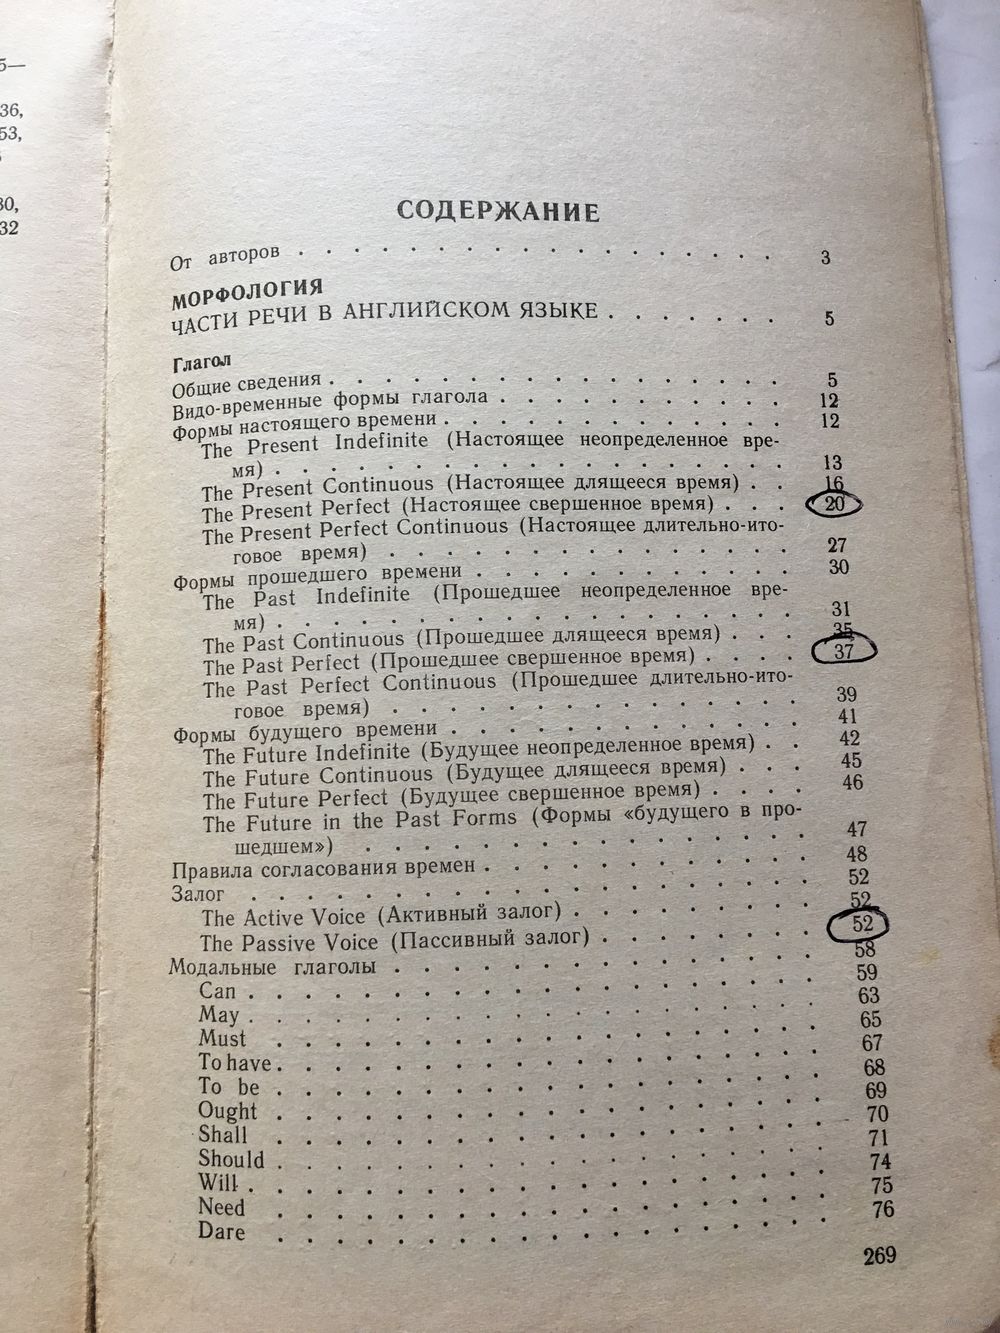 5—
36,
53,
30,
32
СОДЕРЖАНИЕ
От авторов . . . . . . . . . . . . . . . . . 3
МОРФОЛОГИЯ
ЧАСТИ РЕЧИ В АНГЛИЙСКОМ ЯЗЫКЕ . . . . . . . 5
Глагол
Общие сведения . . . . . . . . . . . . . . . . 5
Видо-временные формы глагола . . . . . . . . . . 12
Формы настоящего времени . . . . . . . . . . . . 12
The Present Indefinite (Настоящее неопределенное вре-
мя) . . . . . . . . . . . . . . . . . . 13
The Present Continuous (Настоящее длящееся время) . . 16
The Present Perfect (Настоящее свершенное время) . . . 20
The Present Perfect Continuous (Настоящее длительно-ито-
говое время) . . . . . . . . . . . . . . 27
Формы прошедшего времени . . . . . . . . . . . 30
The Past Indefinite (Прошедшее неопределенное вре-
мя) . . . . . . . . . . . . . . . . . . 31
The Past Continuous (Прошедшее длящееся время) . . . 35
The Past Perfect (Прошедшее свершенное время) . . . . 37
The Past Perfect Continuous (Прошедшее длительно-ито-
говое время) . . . . . . . . . . . . . . 39
Формы будущего времени . . . . . . . . . . . . 41
The Future Indefinite (Будущее неопределенное время) . . 42
The Future Continuous (Будущее длящееся время) . . . 45
The Future Perfect (Будущее свершенное время) . . . . 46
The Future in the Past Forms (Формы «будущего в про-
шедшем») . . . . . . . . . . . . . . . 47
Правила согласования времен . . . . . . . . . . . 48
Залог . . . . . . . . . . . . . . . . . . . 52
The Active Voice (Активный залог) . . . . . . . . 52
The Passive Voice (Пассивный залог) . . . . . . . 52
Модальные глаголы . . . . . . . . . . . . . . 58
Can . . . . . . . . . . . . . . . . . . . 59
May . . . . . . . . . . . . . . . . . . . 63
Must . . . . . . . . . . . . . . . . . . . 65
To have . . . . . . . . . . . . . . . . . . 67
To be . . . . . . . . . . . . . . . . . . . 68
Ought . . . . . . . . . . . . . . . . . . . 69
Shall . . . . . . . . . . . . . . . . . . . 70
Should . . . . . . . . . . . . . . . . . . . 71
Will . . . . . . . . . . . . . . . . . . . . 74
Need . . . . . . . . . . . . . . . . . . . 75
Dare . . . . . . . . . . . . . . . . . . . 76
269